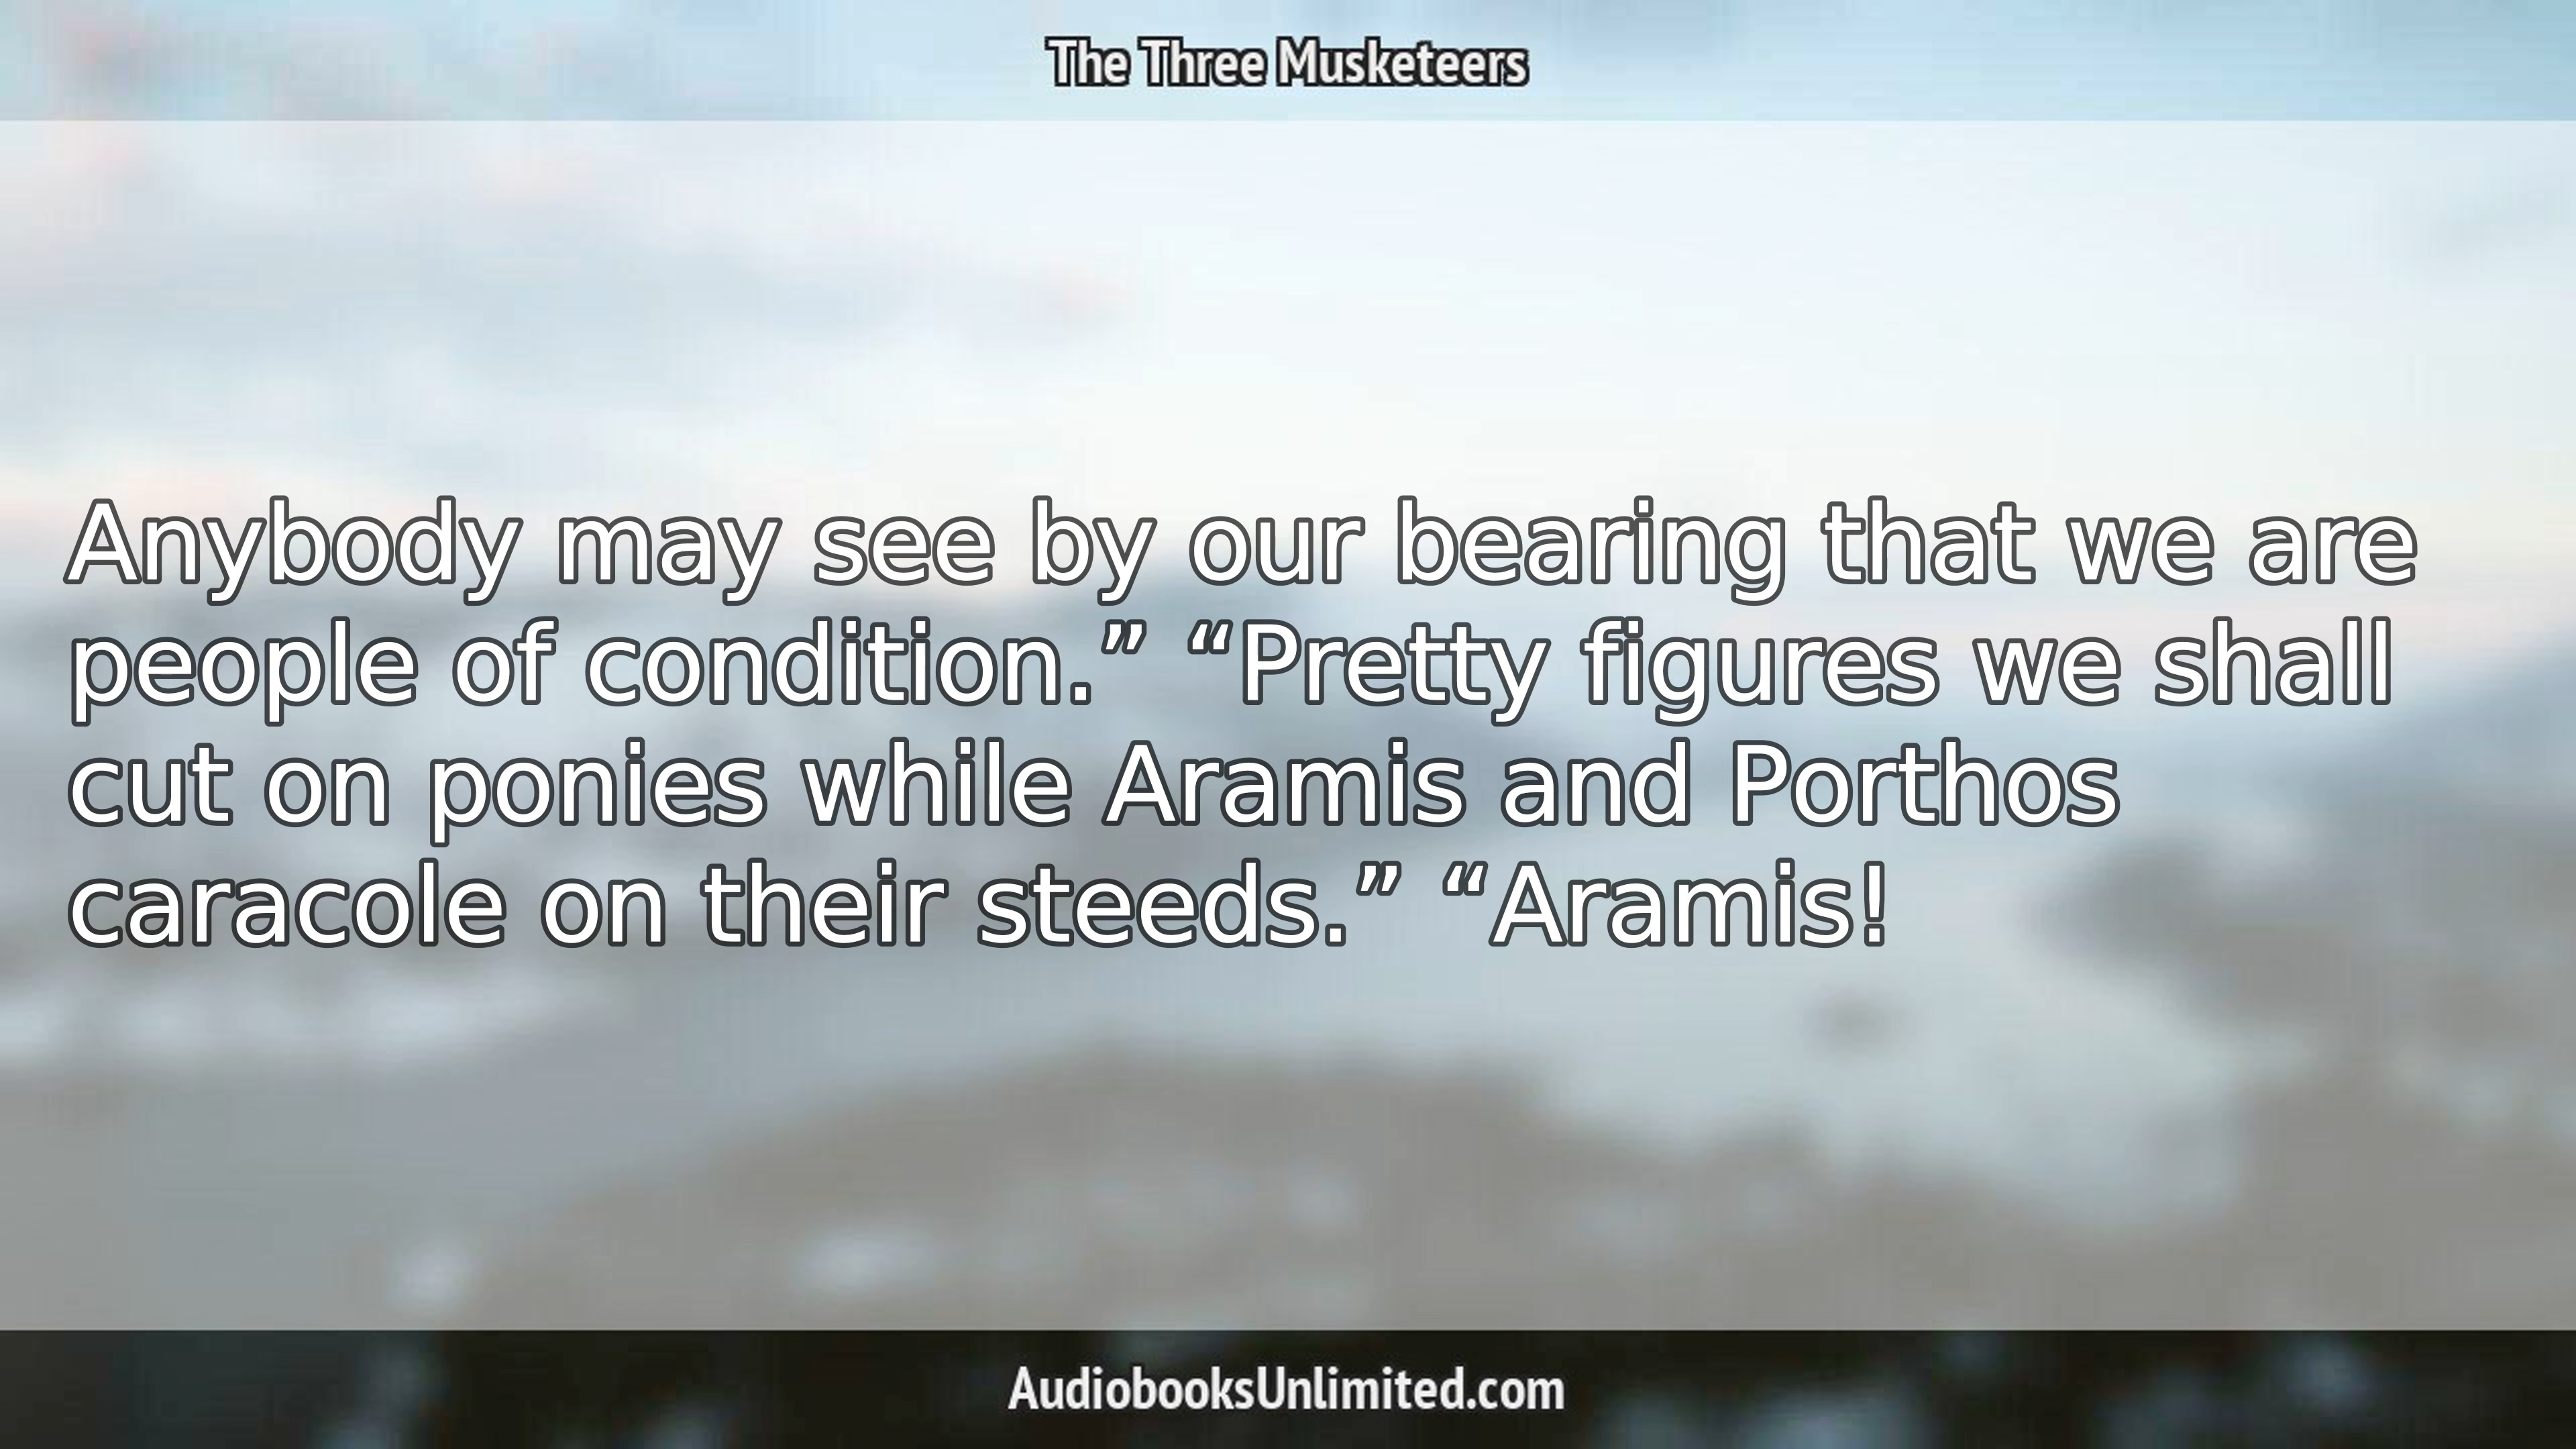 The Three Musketeers
Anybody may see by our bearing that we are
people of condition.” “Pretty figures we shall
cut on ponies while Aramis and Porthos
caracole on their steeds.” “Aramis!
AudiobooksUnlimited.com